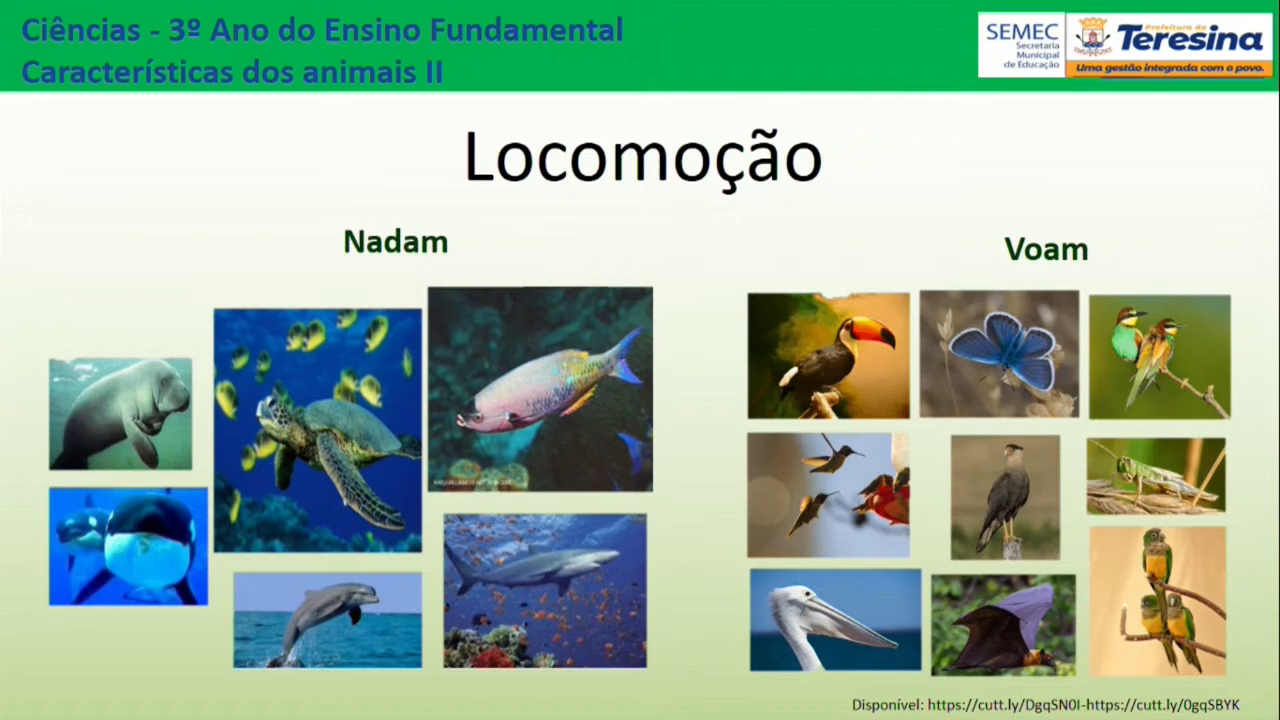 Ciências - 3º Ano do Ensino Fundamental
Características dos animais II
SEMEC
Secretaria
Municipal
de Educação
Prefeitura de
Teresina
Uma gestão integrada com o povo.
Locomoção
Nadam
Voam
Disponível: https://cutt.ly/DgqSN0I-https://cutt.ly/0gqSBYK